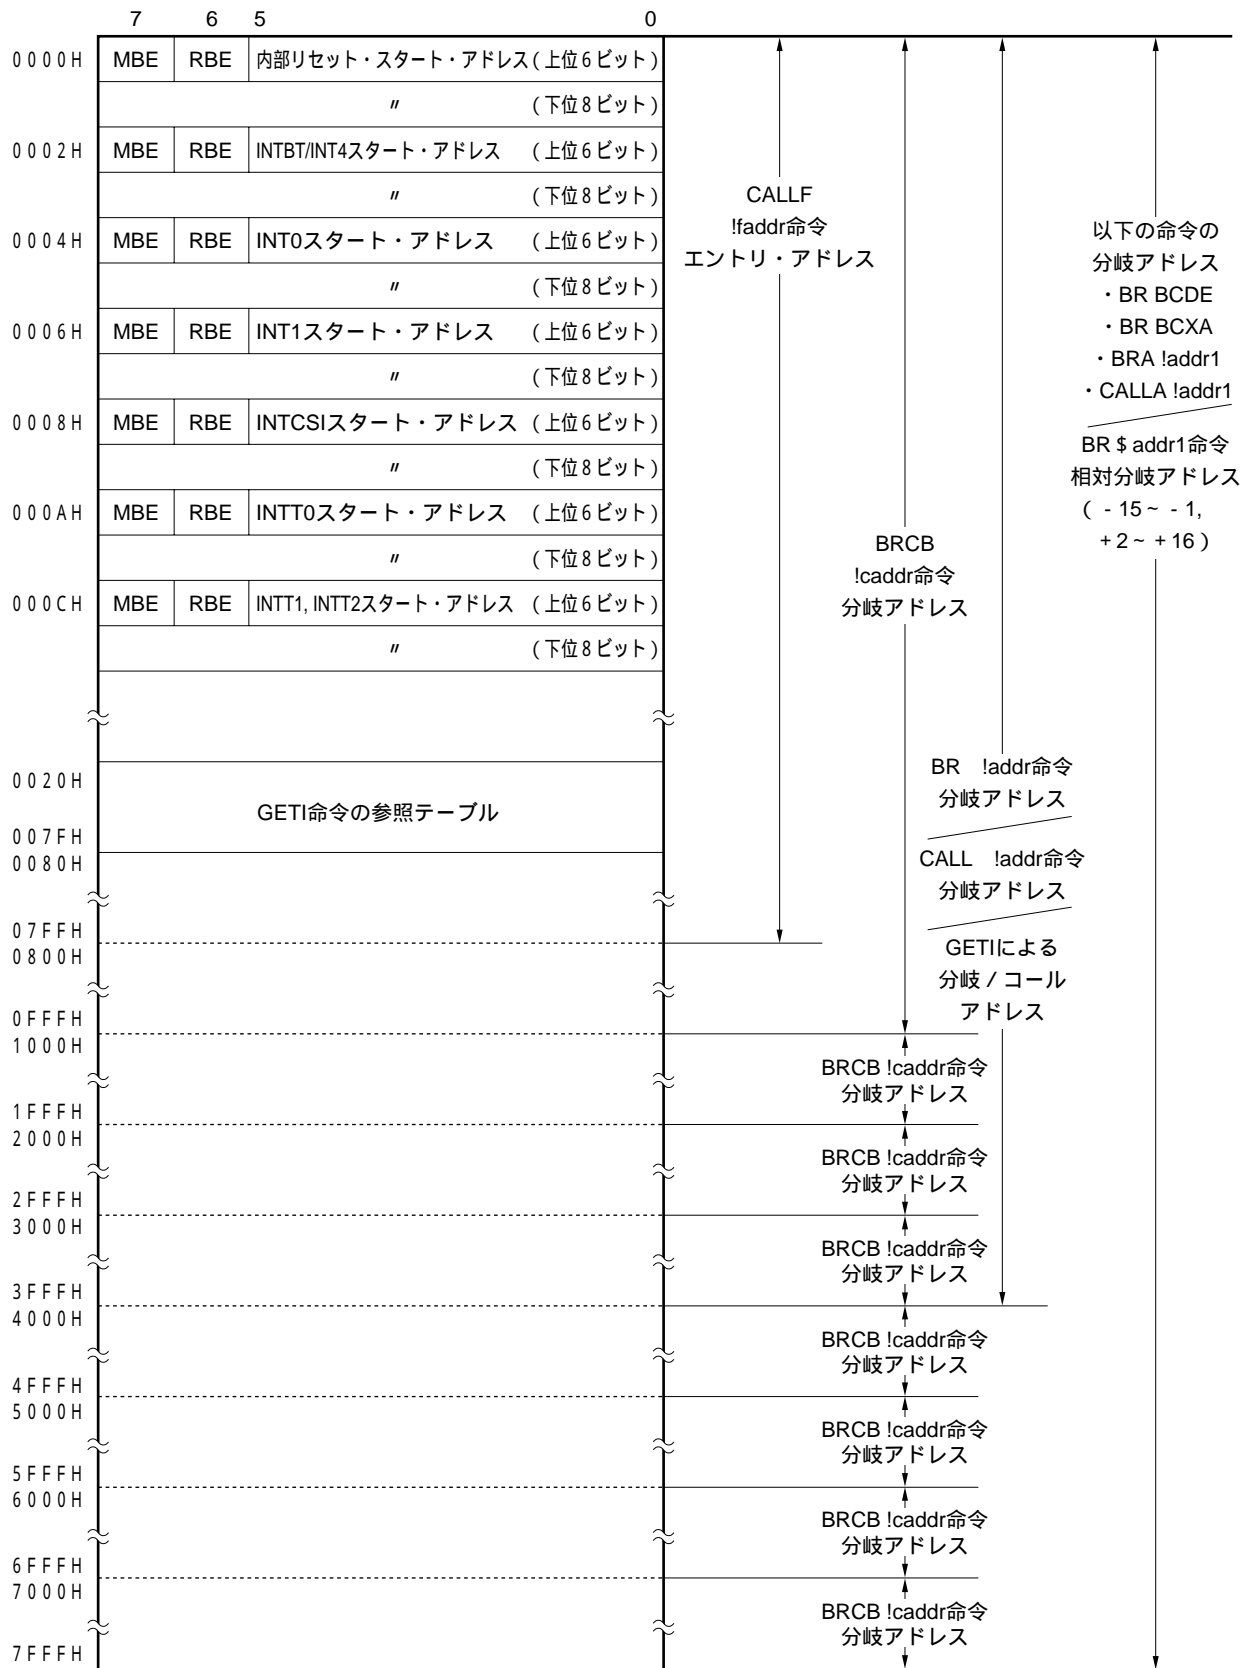 7 6 5 0
0000H MBE RBE 内部リセット・スタート・アドレス(上位6ビット)
〃 (下位8ビット)
0002H MBE RBE INTBT/INT4スタート・アドレス (上位6ビット)
〃 (下位8ビット)
0004H MBE RBE INT0スタート・アドレス (上位6ビット)
〃 (下位8ビット)
0006H MBE RBE INT1スタート・アドレス (上位6ビット)
〃 (下位8ビット)
0008H MBE RBE INTCSIスタート・アドレス (上位6ビット)
〃 (下位8ビット)
000AH MBE RBE INTT0スタート・アドレス (上位6ビット)
〃 (下位8ビット)
000CH MBE RBE INTT1, INTT2スタート・アドレス (上位6ビット)
〃 (下位8ビット)
0020H
GETI命令の参照テーブル
007FH
0080H
07FFH
0800H
0FFFH
1000H
1FFFH
2000H
2FFFH
3000H
3FFFH
4000H
4FFFH
5000H
5FFFH
6000H
6FFFH
7000H
7FFFH
CALLF
!faddr命令
エントリ・アドレス
BRCB
!caddr命令
分岐アドレス
BRCB !caddr命令
分岐アドレス
BRCB !caddr命令
分岐アドレス
BRCB !caddr命令
分岐アドレス
BRCB !caddr命令
分岐アドレス
BRCB !caddr命令
分岐アドレス
BRCB !caddr命令
分岐アドレス
BRCB !caddr命令
分岐アドレス
BR !addr命令
分岐アドレス
CALL !addr命令
分岐アドレス
GETIによる
分岐/コール
アドレス
以下の命令の
分岐アドレス
・BR BCDE
・BR BCXA
・BRA !addr1
・CALLA !addr1
BR $ addr1命令
相対分岐アドレス
( -15~ -1,
+2~ +16 )